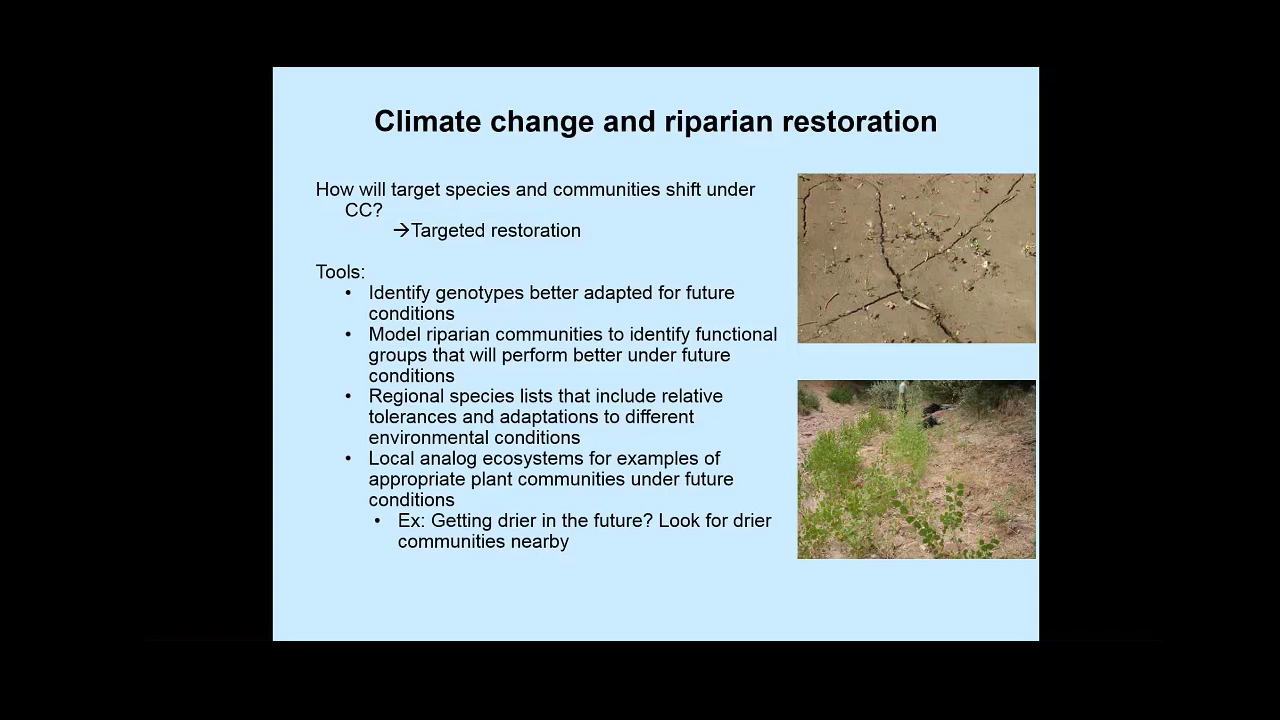 Climate change and riparian restoration
How will target species and communities shift under
CC?
→Targeted restoration
Tools:
• Identify genotypes better adapted for future
conditions
• Model riparian communities to identify functional
groups that will perform better under future
conditions
• Regional species lists that include relative
tolerances and adaptations to different
environmental conditions
• Local analog ecosystems for examples of
appropriate plant communities under future
conditions
• Ex: Getting drier in the future? Look for drier
communities nearby